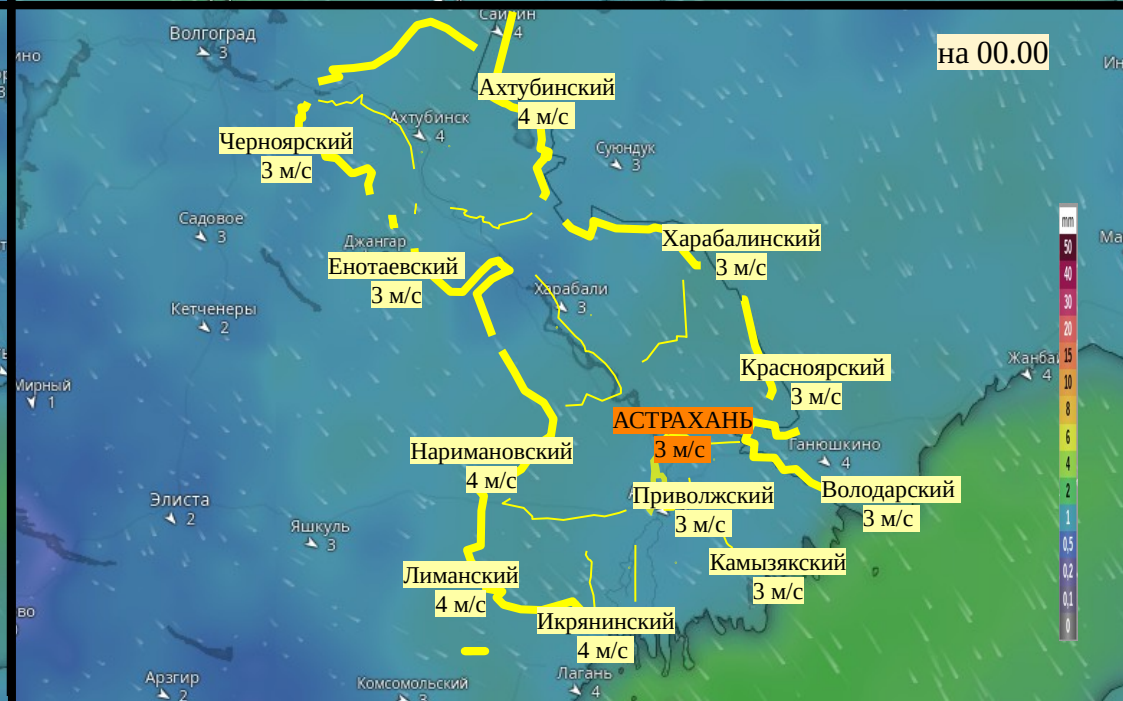 Сайхин
4
Волгоград
3
на 00.00
Ахтубинский
4 м/с
Ахтубинск
4
Черноярский
3 м/с
Суюндук
3
Садовое
3
Джангар
Харабалинский
3 м/с
Енотаевский
3 м/с
Харабали
3
Кетченеры
2
mm
50
40
30
20
15
10
8
6
4
2
1
0,5
0,2
0,1
0
Мирный
1
Красноярский
3 м/с
4
АСТРАХАНЬ
3 м/с
Ганюшкино
4
Наримановский
4 м/с
Приволжский
3 м/с
Володарский
3 м/с
Элиста
2
Яшкуль
3
Камызякский
3 м/с
Лиманский
4 м/с
Икрянинский
4 м/с
Арзгир
2
Комсомольский
3
Лагань
4